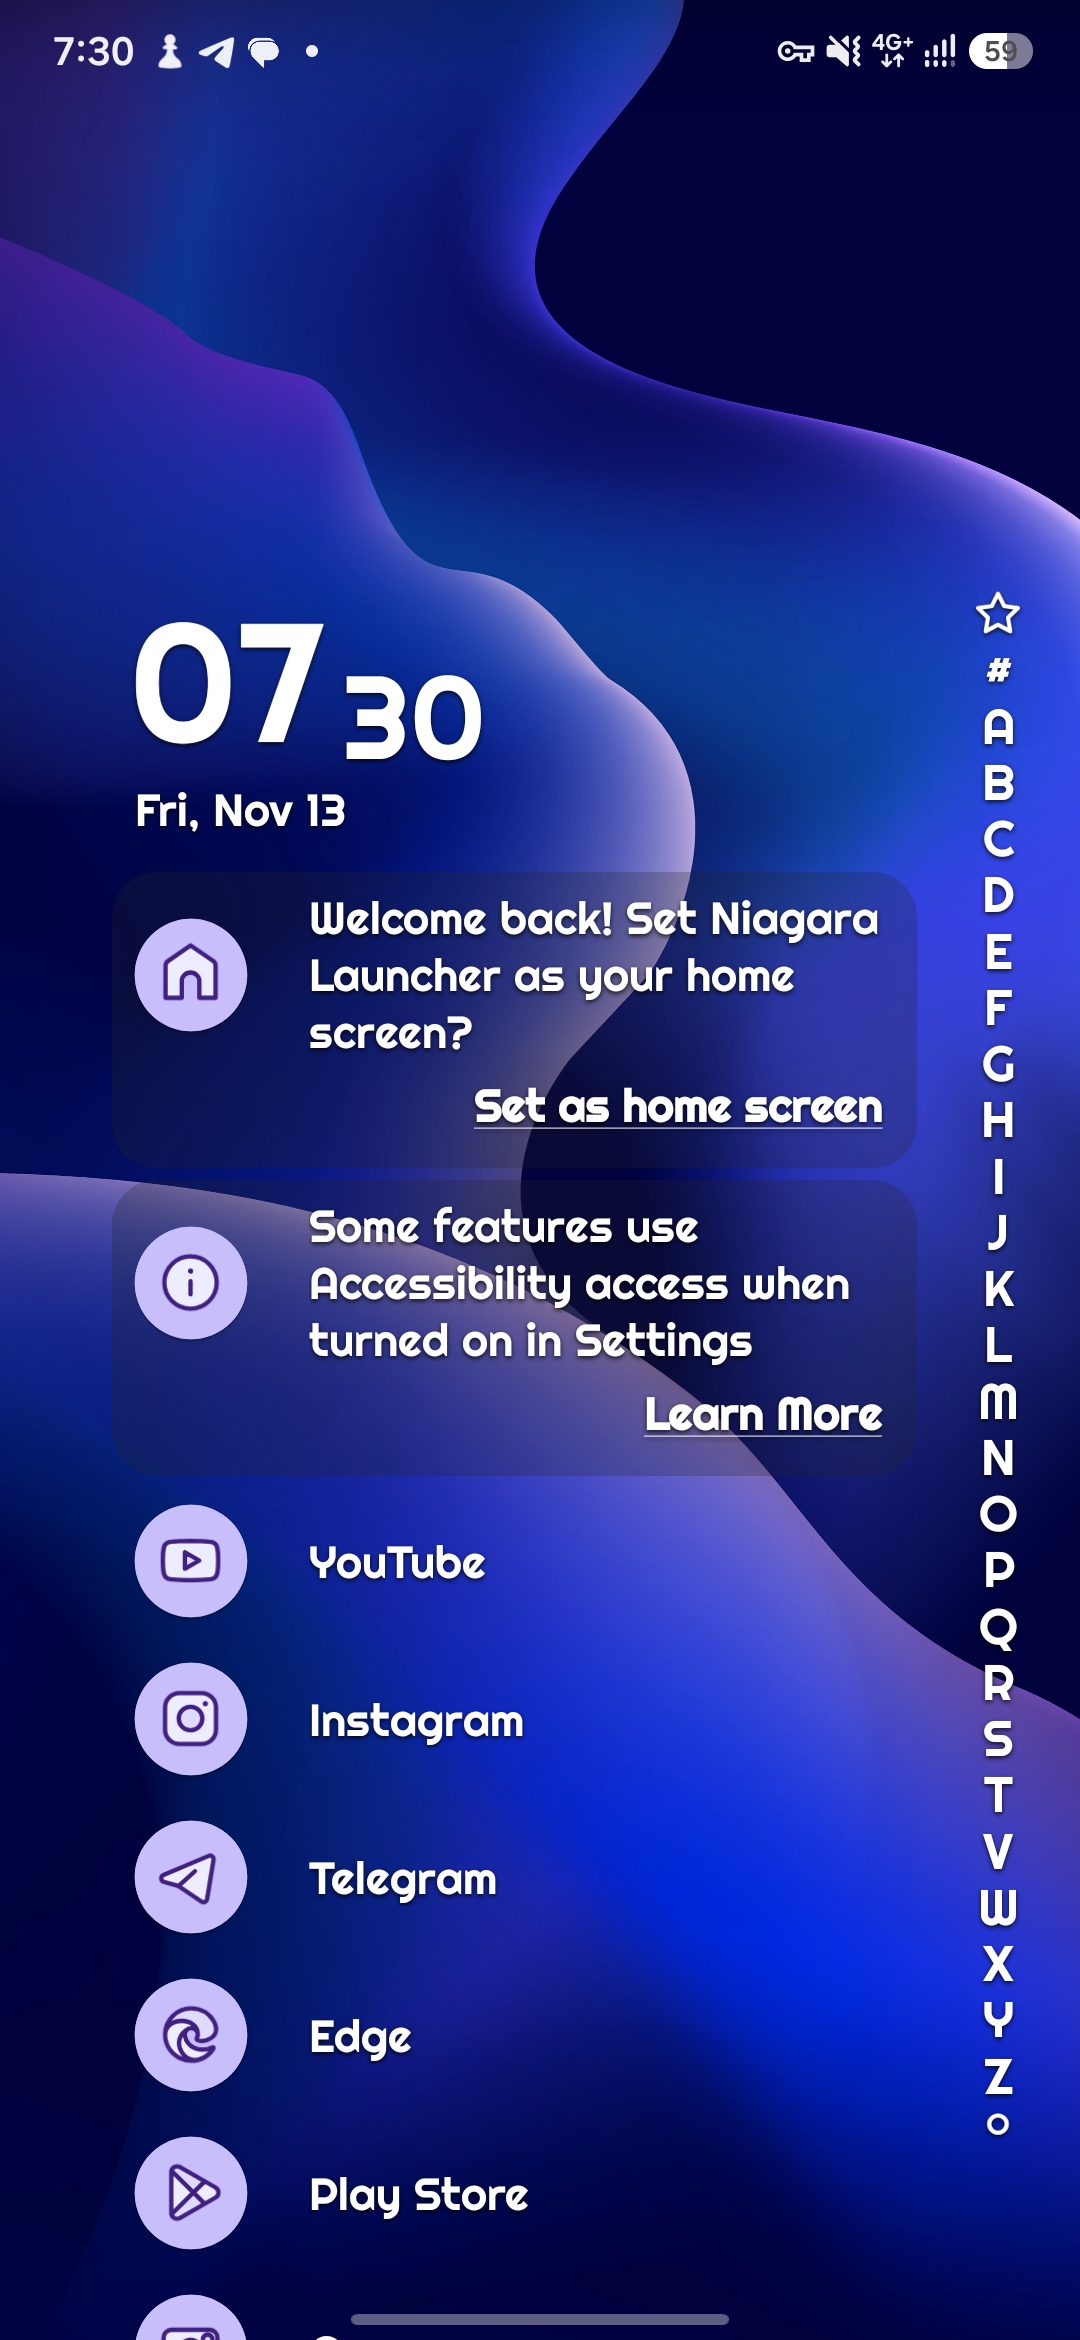 7:30
4G+
59
07 30
Fri, Nov 13
Welcome back! Set Niagara
Launcher as your home
screen?
Set as home screen
Some features use
Accessibility access when
turned on in Settings
Learn More
YouTube
Instagram
Telegram
Edge
Play Store
#
A
B
C
D
E
F
G
H
I
J
K
L
M
N
O
P
Q
R
S
T
V
W
X
Y
Z